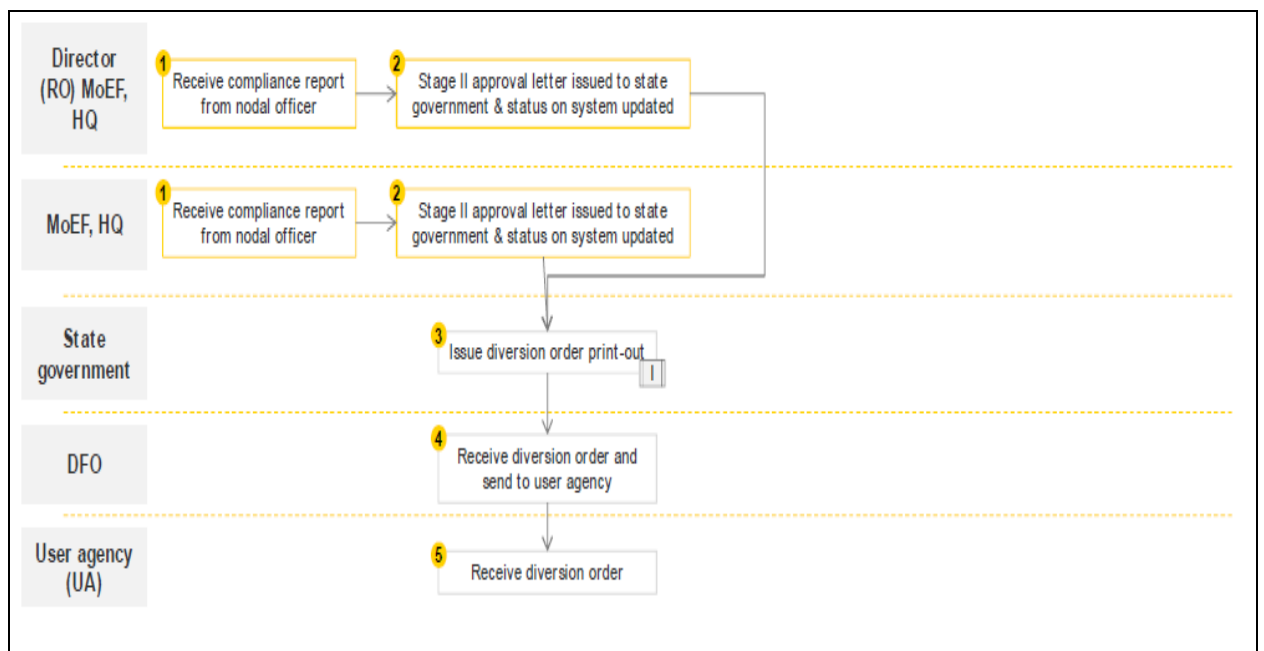 Director
(RO) MoEF,
HQ
1
Receive compliance report
from nodal officer
2
Stage II approval letter issued to state
government & status on system updated
MoEF, HQ
1
Receive compliance report
from nodal officer
2
Stage II approval letter issued to state
government & status on system updated
State
government
3
Issue diversion order print-out
I
DFO
4
Receive diversion order and
send to user agency
User agency
(UA)
5
Receive diversion order